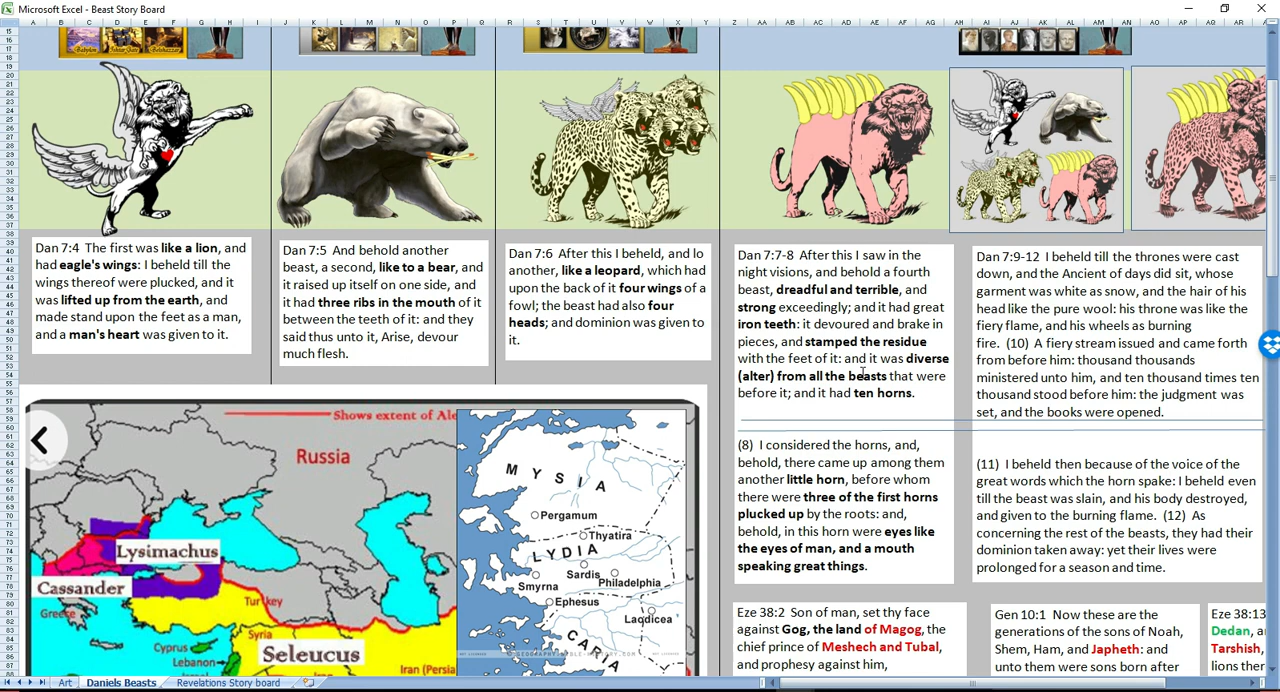 Microsoft Excel - Beast Story Board
G H I J K L M N O P Q R S T U V W X Y Z AA AB AC AD AE AF AG AH AI AJ AK AL AM AN AO AP AQ AR
Babylon Ishtar Gate Belshazzar
Dan 7:4 The first was like a lion, and
had eagle's wings: I beheld till the
wings thereof were plucked, and it
was lifted up from the earth, and
made stand upon the feet as a man,
and a man's heart was given to it.
Dan 7:5 And behold another
beast, a second, like to a bear, and
it raised up itself on one side, and
it had three ribs in the mouth of it
between the teeth of it: and they
said thus unto it, Arise, devour
much flesh.
Dan 7:6 After this I beheld, and lo
another, like a leopard, which had
upon the back of it four wings of a
fowl; the beast had also four
heads; and dominion was given to
it.
Dan 7:7-8 After this I saw in the
night visions, and behold a fourth
beast, dreadful and terrible, and
strong exceedingly; and it had great
iron teeth: it devoured and brake in
pieces, and stamped the residue
with the feet of it: and it was diverse
(alter) from all the beasts that were
before it; and it had ten horns.
(8) I considered the horns, and,
behold, there came up among them
another little horn, before whom
there were three of the first horns
plucked up by the roots: and,
behold, in this horn were eyes like
the eyes of man, and a mouth
speaking great things.
Dan 7:9-12 I beheld till the thrones were cast
down, and the Ancient of days did sit, whose
garment was white as snow, and the hair of his
head like the pure wool: his throne was like the
fiery flame, and his wheels as burning
fire. (10) A fiery stream issued and came forth
from before him: thousand thousands
ministered unto him, and ten thousand times ten
thousand stood before him: the judgment was
set, and the books were opened.
(11) I beheld then because of the voice of the
great words which the horn spake: I beheld even
till the beast was slain, and his body destroyed,
and given to the burning flame. (12) As
concerning the rest of the beasts, they had their
dominion taken away: yet their lives were
prolonged for a season and time.
Shows extent of Ale
Russia
Lysimachus
Cassander
Greece
Turkey
Cyprus
Syria
Lebanon
Seleucus
Iran (Persia
MYSIA
Pergamum
Thyatira
LYDIA
Sardis
Smyrna
Philadelphia
Ephesus
Laodicea
CARIA
Eze 38:2 Son of man, set thy face
against Gog, the land of Magog, the
chief prince of Meshech and Tubal,
and prophesy against him,
Gen 10:1 Now these are the
generations of the sons of Noah,
Shem, Ham, and Japheth: and
unto them were sons born after
Eze 38:13
Dedan, a
Tarshish,
lions ther
Art Daniels Beasts Revelations Story board